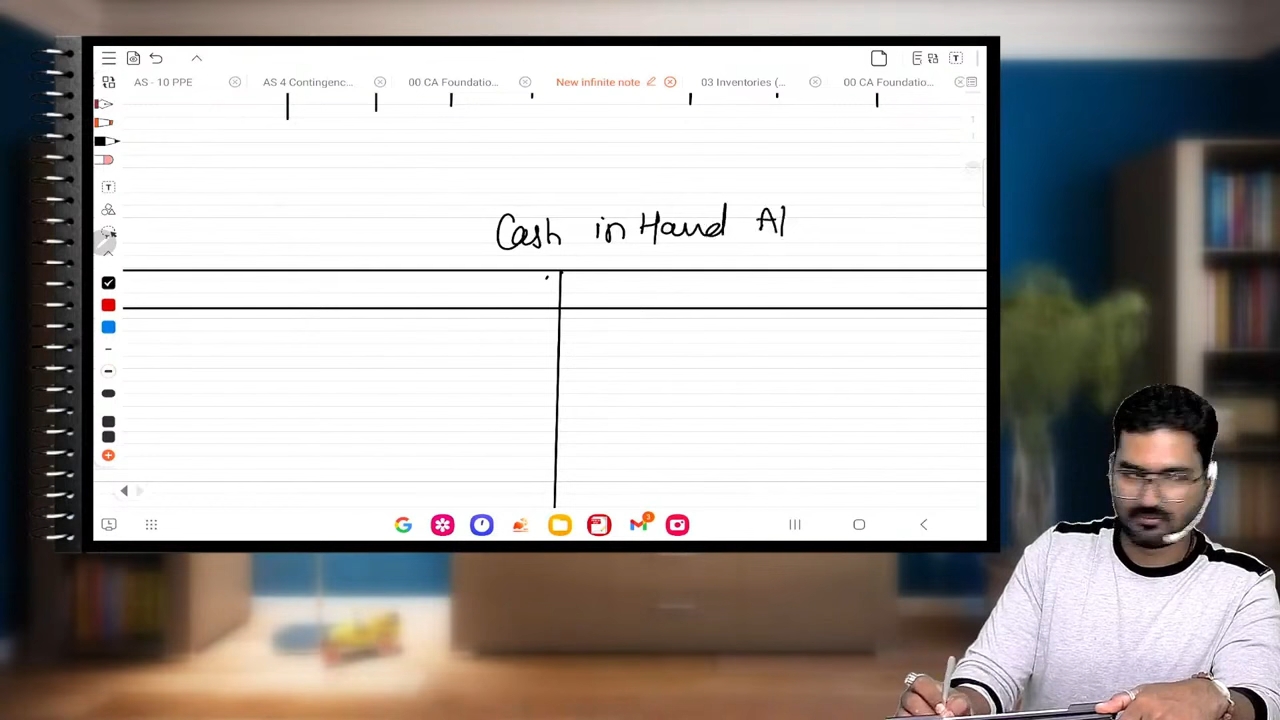 AS - 10 PPE
AS 4 Contingenc...
00 CA Foundatio...
New infinite note
03 Inventories (...
00 CA Foundatio...
Cash in Hand A/